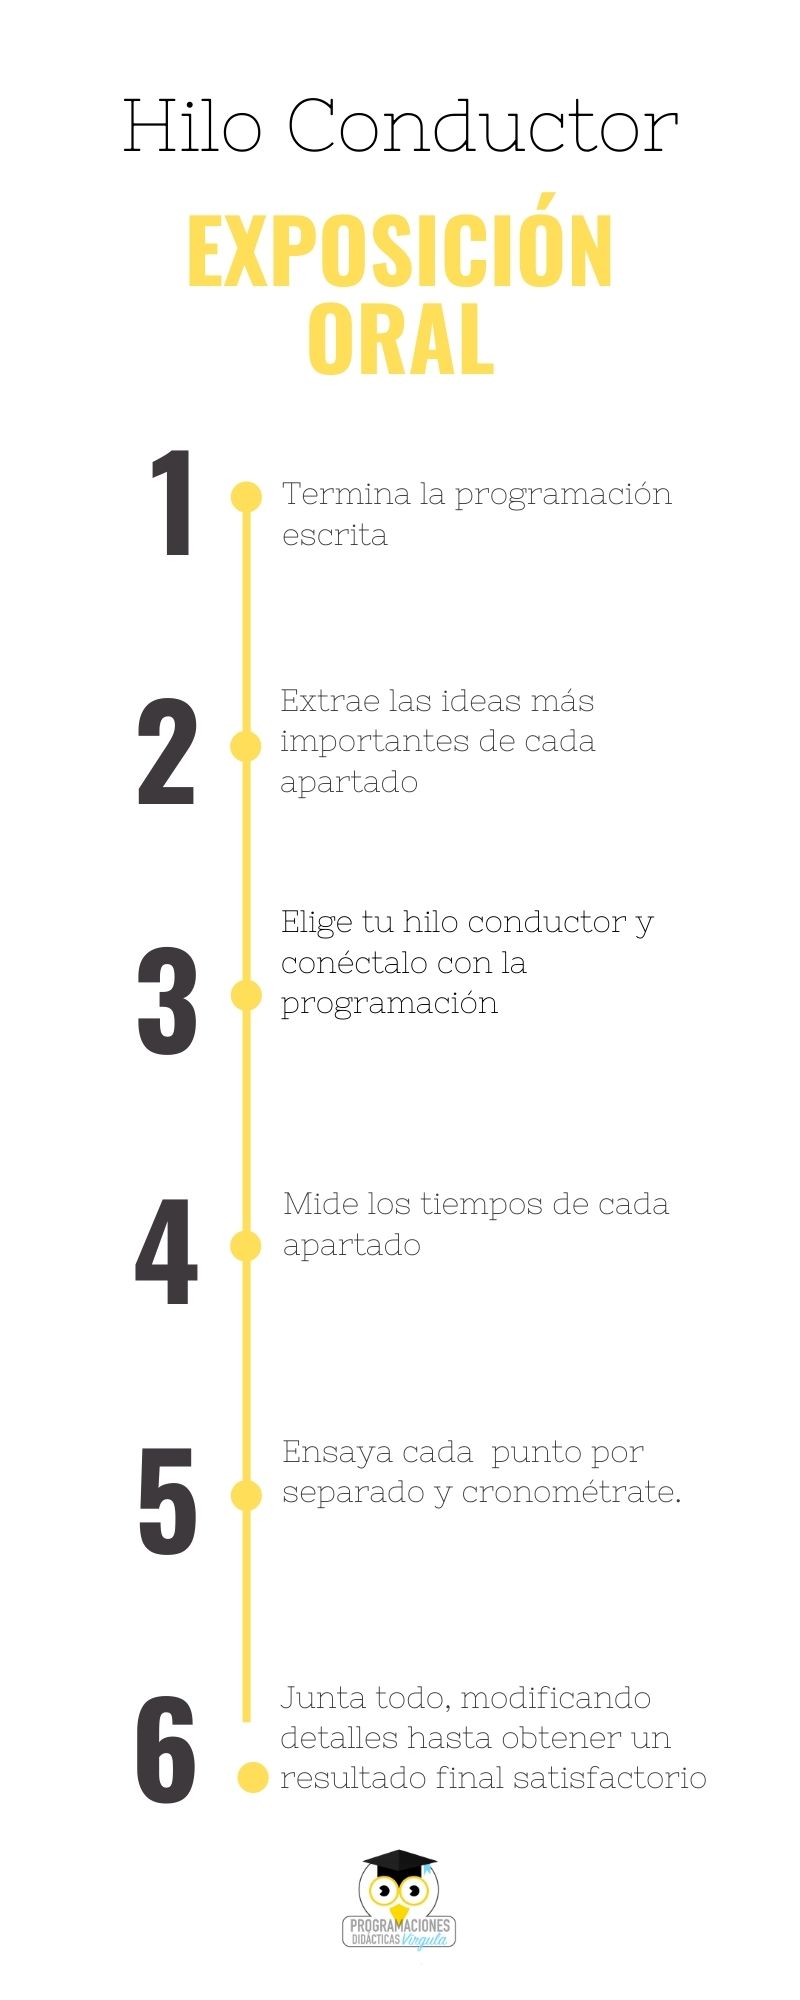 Hilo Conductor
EXPOSICIÓN
ORAL
1
Termina la programación
escrita
2
Extrae las ideas más
importantes de cada
apartado
3
Elige tu hilo conductor y
conéctalo con la
programación
4
Mide los tiempos de cada
apartado
5
Ensaya cada  punto por
separado y cronométrate.
6
Junta todo, modificando
detalles hasta obtener un
resultado final satisfactorio
PROGRAMACIONES
DIDÁCTICAS Vírgula